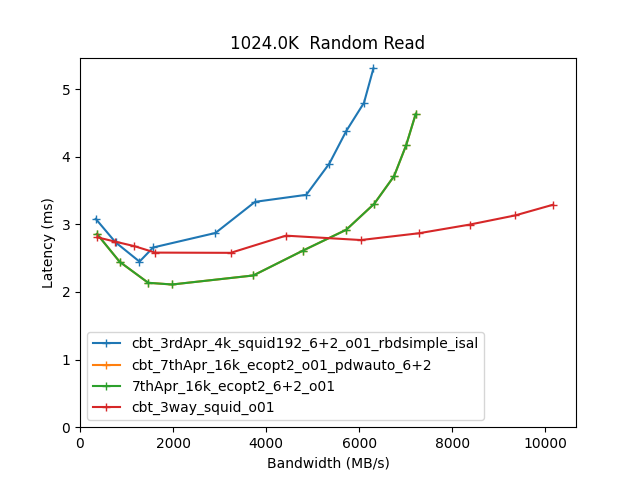 1024.0K  Random Read
Latency (ms)
5
4
3
2
1
0
cbt_3rdApr_4k_squid192_6+2_o01_rbdsimple_isal
cbt_7thApr_16k_ecopt2_o01_pdwauto_6+2
7thApr_16k_ecopt2_6+2_o01
cbt_3way_squid_o01
0 2000 4000 6000 8000 10000
Bandwidth (MB/s)